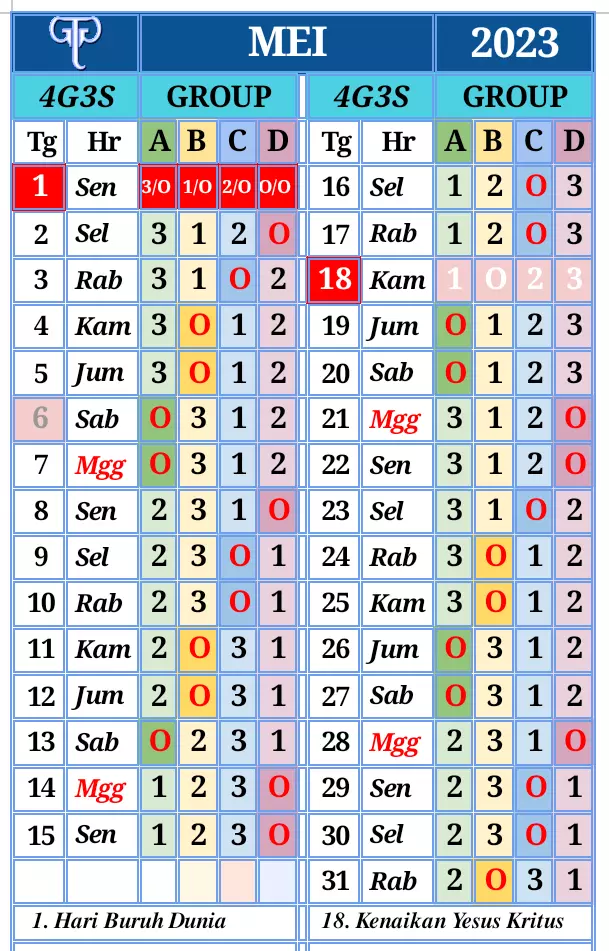 MEI 2023
4G3S GROUP 4G3S GROUP
Tg Hr A B C D Tg Hr A B C D
1 Sen 3/O 1/O 2/O O/O 16 Sel 1 2 O 3
2 Sel 3 1 2 O 17 Rab 1 2 O 3
3 Rab 3 1 O 2 18 Kam 1 O 2 3
4 Kam 3 O 1 2 19 Jum O 1 2 3
5 Jum 3 O 1 2 20 Sab O 1 2 3
6 Sab O 3 1 2 21 Mgg 3 1 2 O
7 Mgg O 3 1 2 22 Sen 3 1 2 O
8 Sen 2 3 1 O 23 Sel 3 1 O 2
9 Sel 2 3 O 1 24 Rab 3 O 1 2
10 Rab 2 3 O 1 25 Kam 3 O 1 2
11 Kam 2 O 3 1 26 Jum O 3 1 2
12 Jum 2 O 3 1 27 Sab O 3 1 2
13 Sab O 2 3 1 28 Mgg 2 3 1 O
14 Mgg 1 2 3 O 29 Sen 2 3 O 1
15 Sen 1 2 3 O 30 Sel 2 3 O 1
31 Rab 2 O 3 1
1. Hari Buruh Dunia 18. Kenaikan Yesus Kritus